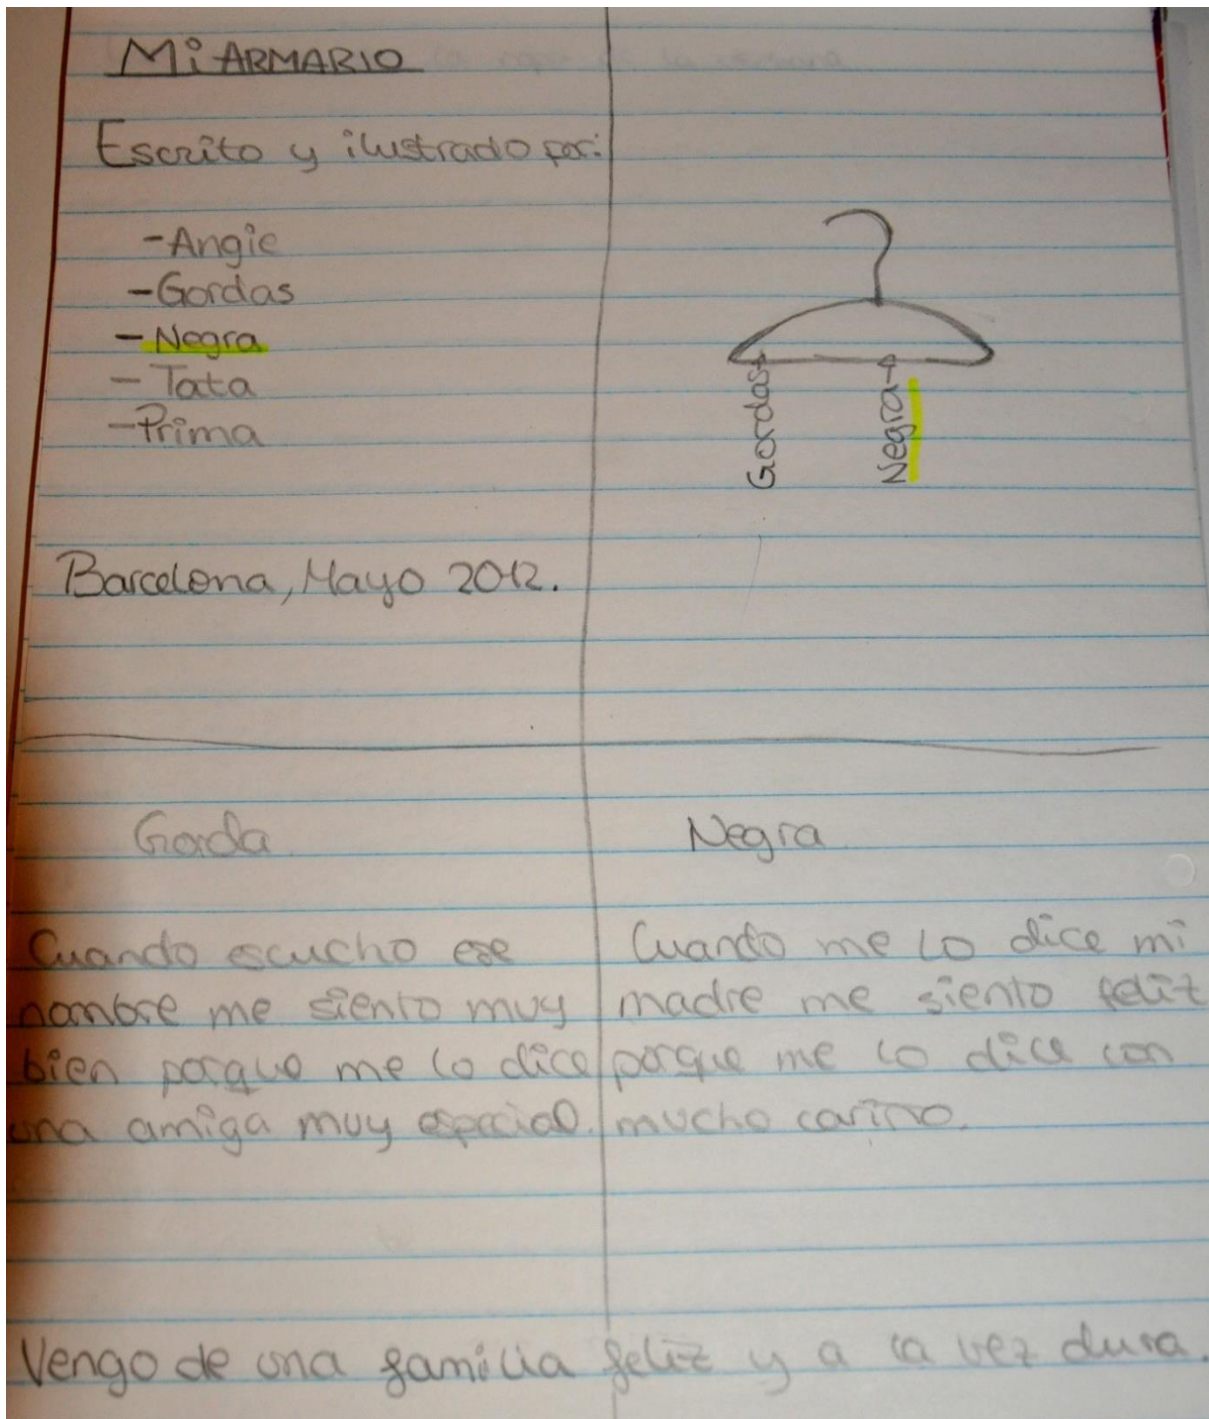 Mi ARMARIO
Escrito y ilustrado por:
-Angie
-Gordas
-Negra
-Tata
-Prima
Barcelona, Mayo 2012.
Gordas
Negra
Gorda
Cuando escucho ese
nombre me siento muy
bien porque me lo dice
una amiga muy especial.
Negra
Cuando me lo dice mi
madre me siento feliz
porque me lo dice con
mucho cariño.
Vengo de una familia feliz y a la vez dura.